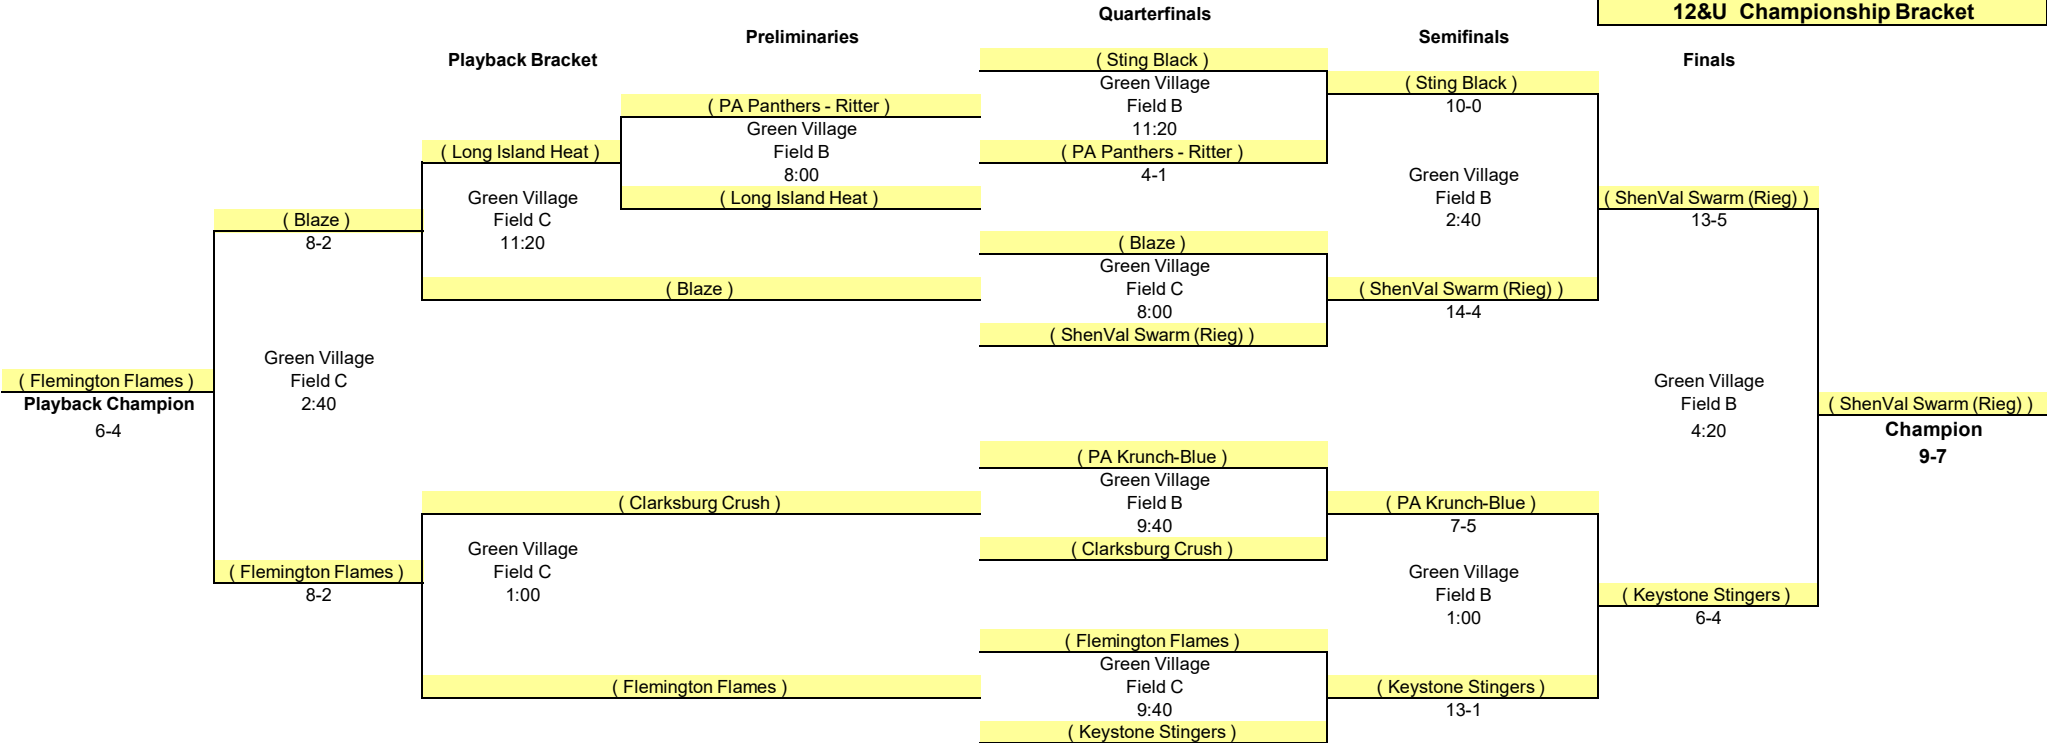 12&U  Championship Bracket
Quarterfinals
Preliminaries
Semifinals
Playback Bracket
Finals
( Sting Black )
Green Village
Field B
11:20
( PA Panthers - Ritter )
4-1
( Sting Black )
10-0
( PA Panthers - Ritter )
Green Village
Field B
8:00
( Long Island Heat )
( Long Island Heat )
Green Village
Field C
11:20
( Blaze )
8-2
( Blaze )
( Blaze )
Green Village
Field C
8:00
( ShenVal Swarm (Rieg) )
Green Village
Field B
2:40
( ShenVal Swarm (Rieg) )
14-4
( ShenVal Swarm (Rieg) )
13-5
( Flemington Flames )
Playback Champion
6-4
Green Village
Field C
2:40
Green Village
Field B
4:20
( ShenVal Swarm (Rieg) )
Champion
9-7
( PA Krunch-Blue )
Green Village
Field B
9:40
( Clarksburg Crush )
( Clarksburg Crush )
( PA Krunch-Blue )
7-5
Green Village
Field C
1:00
( Flemington Flames )
8-2
Green Village
Field B
1:00
( Keystone Stingers )
6-4
( Flemington Flames )
Green Village
Field C
9:40
( Keystone Stingers )
( Flemington Flames )
( Keystone Stingers )
13-1